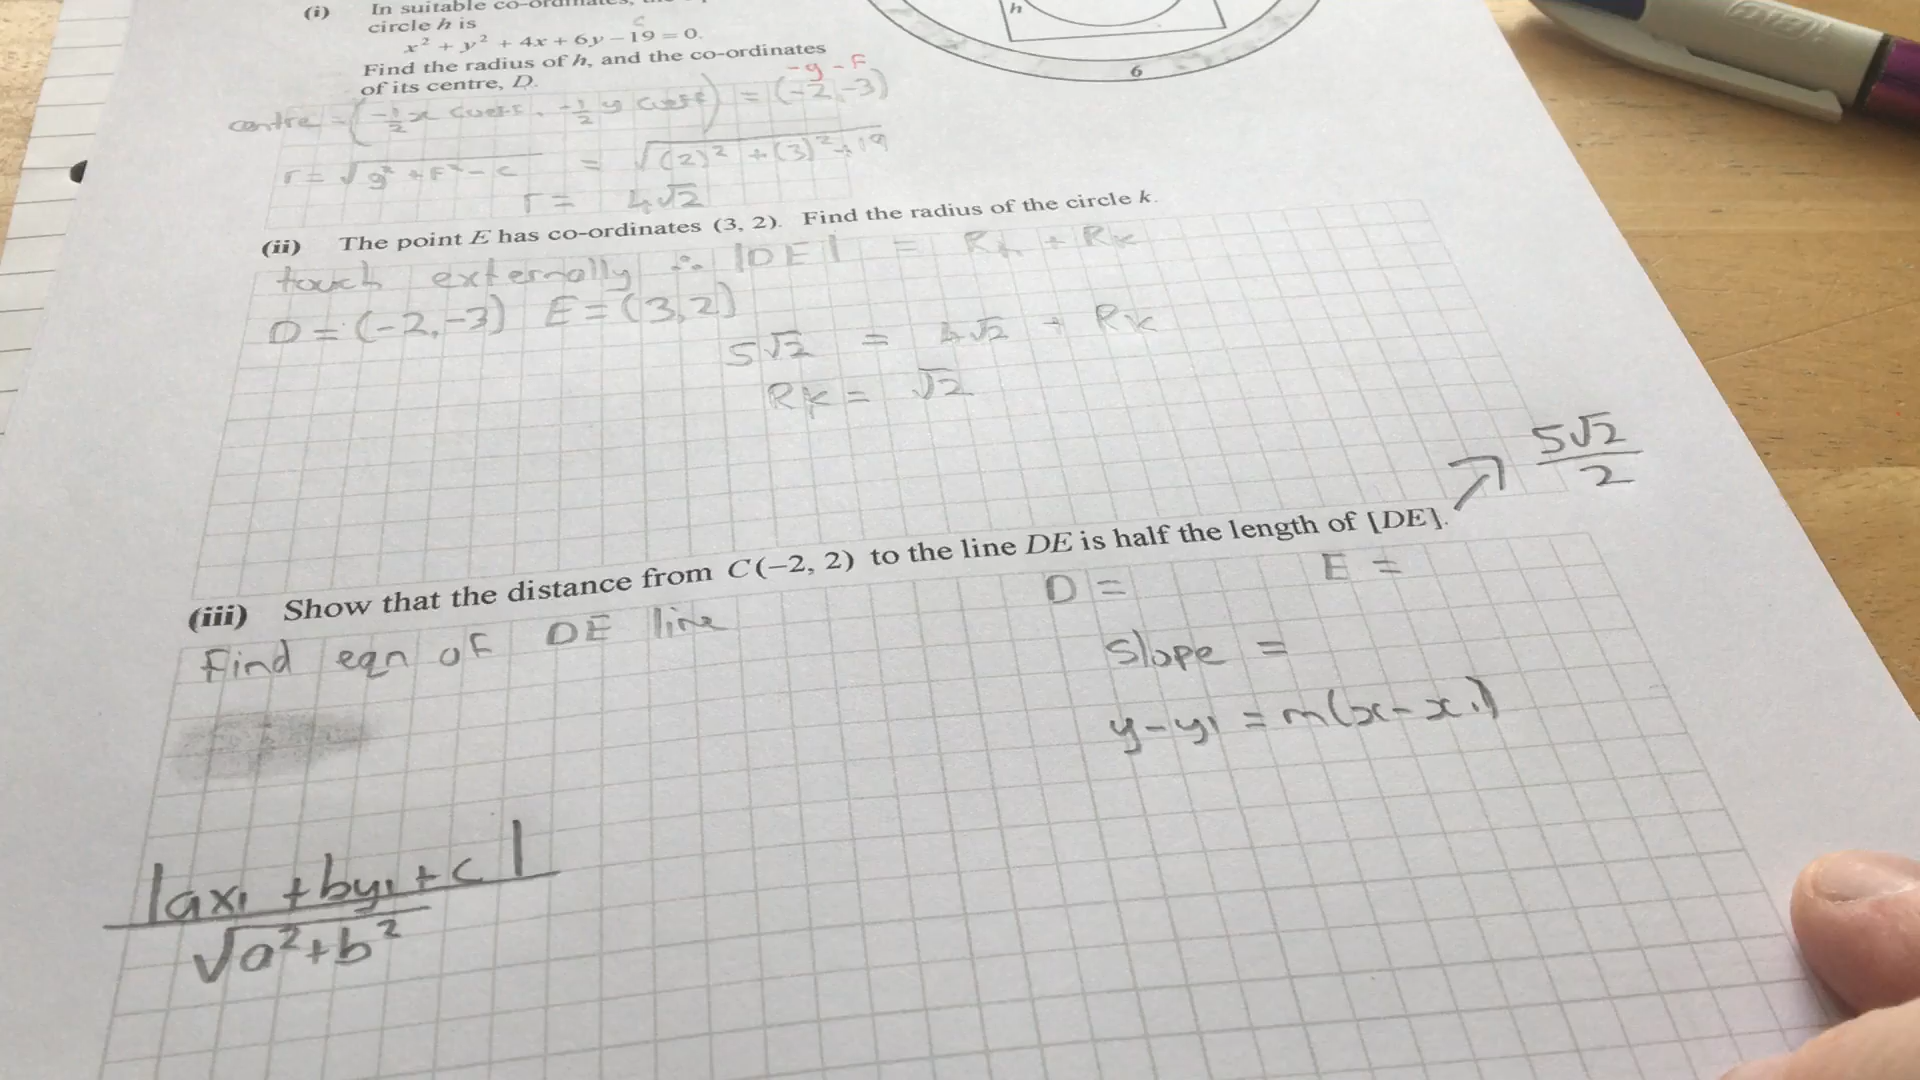 (i) In suitable co-ordinates, the
circle h is
c
x² + y² + 4x + 6y – 19 = 0.
Find the radius of h, and the co-ordinates
of its centre, D.
-g -F
centre = (-1/2 x coeff, -1/2 y coeff) = (-2, -3)
r = √g² + F² - c = √(2)² + (3)² + 19
r = 4√2
h
6
(ii) The point E has co-ordinates (3, 2). Find the radius of the circle k.
touch externally ∴ |DE| = Rh + Rk
D = (-2, -3) E = (3, 2)
5√2 = 4√2 + Rk
Rk = √2
5√2/2
(iii) Show that the distance from C(–2, 2) to the line DE is half the length of [DE].
Find eqn of DE line
D = E =
Slope =
y - y₁ = m(x - x₁)
|ax₁ + by₁ + c|
√a² + b²